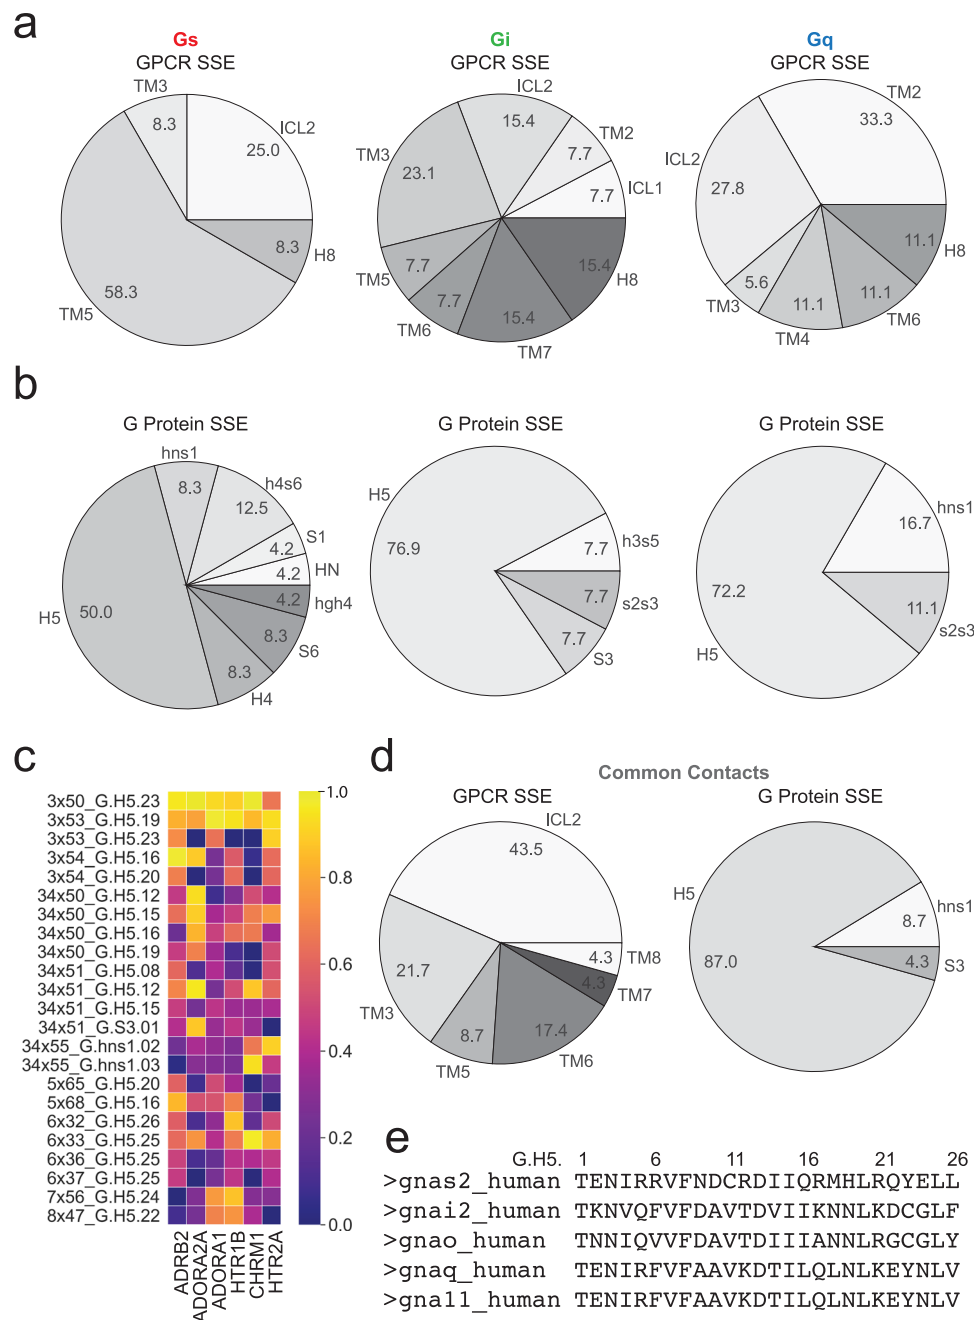 a
Gs
GPCR SSE
TM3
8.3
ICL2
25.0
8.3
H8
58.3
TM5
Gi
GPCR SSE
ICL2
15.4
TM2
7.7
ICL1
7.7
TM3
23.1
TM5
7.7
TM6
7.7
15.4
TM7
15.4
H8
Gq
GPCR SSE
TM2
33.3
ICL2
27.8
11.1
H8
5.6
TM3
11.1
TM4
11.1
TM6
b
G Protein SSE
hns1
8.3
h4s6
12.5
S1
4.2
HN
4.2
hgh4
4.2
H5
50.0
8.3
S6
8.3
H4
G Protein SSE
H5
76.9
h3s5
7.7
s2s3
7.7
7.7
S3
G Protein SSE
hns1
16.7
72.2
H5
11.1
s2s3
c
3x50_G.H5.23
3x53_G.H5.19
3x53_G.H5.23
3x54_G.H5.16
3x54_G.H5.20
34x50_G.H5.12
34x50_G.H5.15
34x50_G.H5.16
34x50_G.H5.19
34x51_G.H5.08
34x51_G.H5.12
34x51_G.H5.15
34x51_G.S3.01
34x55_G.hns1.02
34x55_G.hns1.03
5x65_G.H5.20
5x68_G.H5.16
6x32_G.H5.26
6x33_G.H5.25
6x36_G.H5.25
6x37_G.H5.25
7x56_G.H5.24
8x47_G.H5.22
ADRB2
ADORA2A
ADORA1
HTR1B
CHRM1
HTR2A
1.0
0.8
0.6
0.4
0.2
0.0
d
Common Contacts
GPCR SSE
ICL2
43.5
4.3
TM8
4.3
TM7
21.7
TM3
8.7
TM5
17.4
TM6
G Protein SSE
H5
87.0
hns1
8.7
4.3
S3
e
G.H5. 1 6 11 16 21 26
>gnas2_human TENIRRVFNDCRDIIQRMHLRQYELL
>gnai2_human TKNVQFVFDAVTDVIIKNNLKDCGLF
>gnao_human TNNIQVVFDAVTDIIIANNLRGCGLY
>gnaq_human TENIRFVFAAVKDTILQLNLKEYNLV
>gna11_human TENIRFVFAAVKDTILQLNLKEYNLV